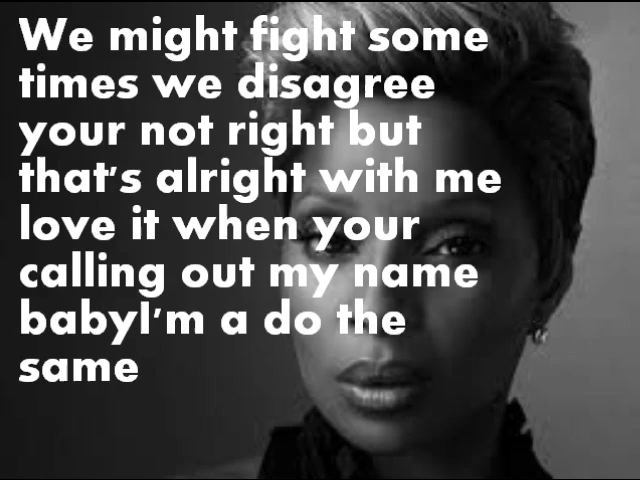 We might fight some
times we disagree
your not right but
that's alright with me
love it when your
calling out my name
babyI'm a do the
same